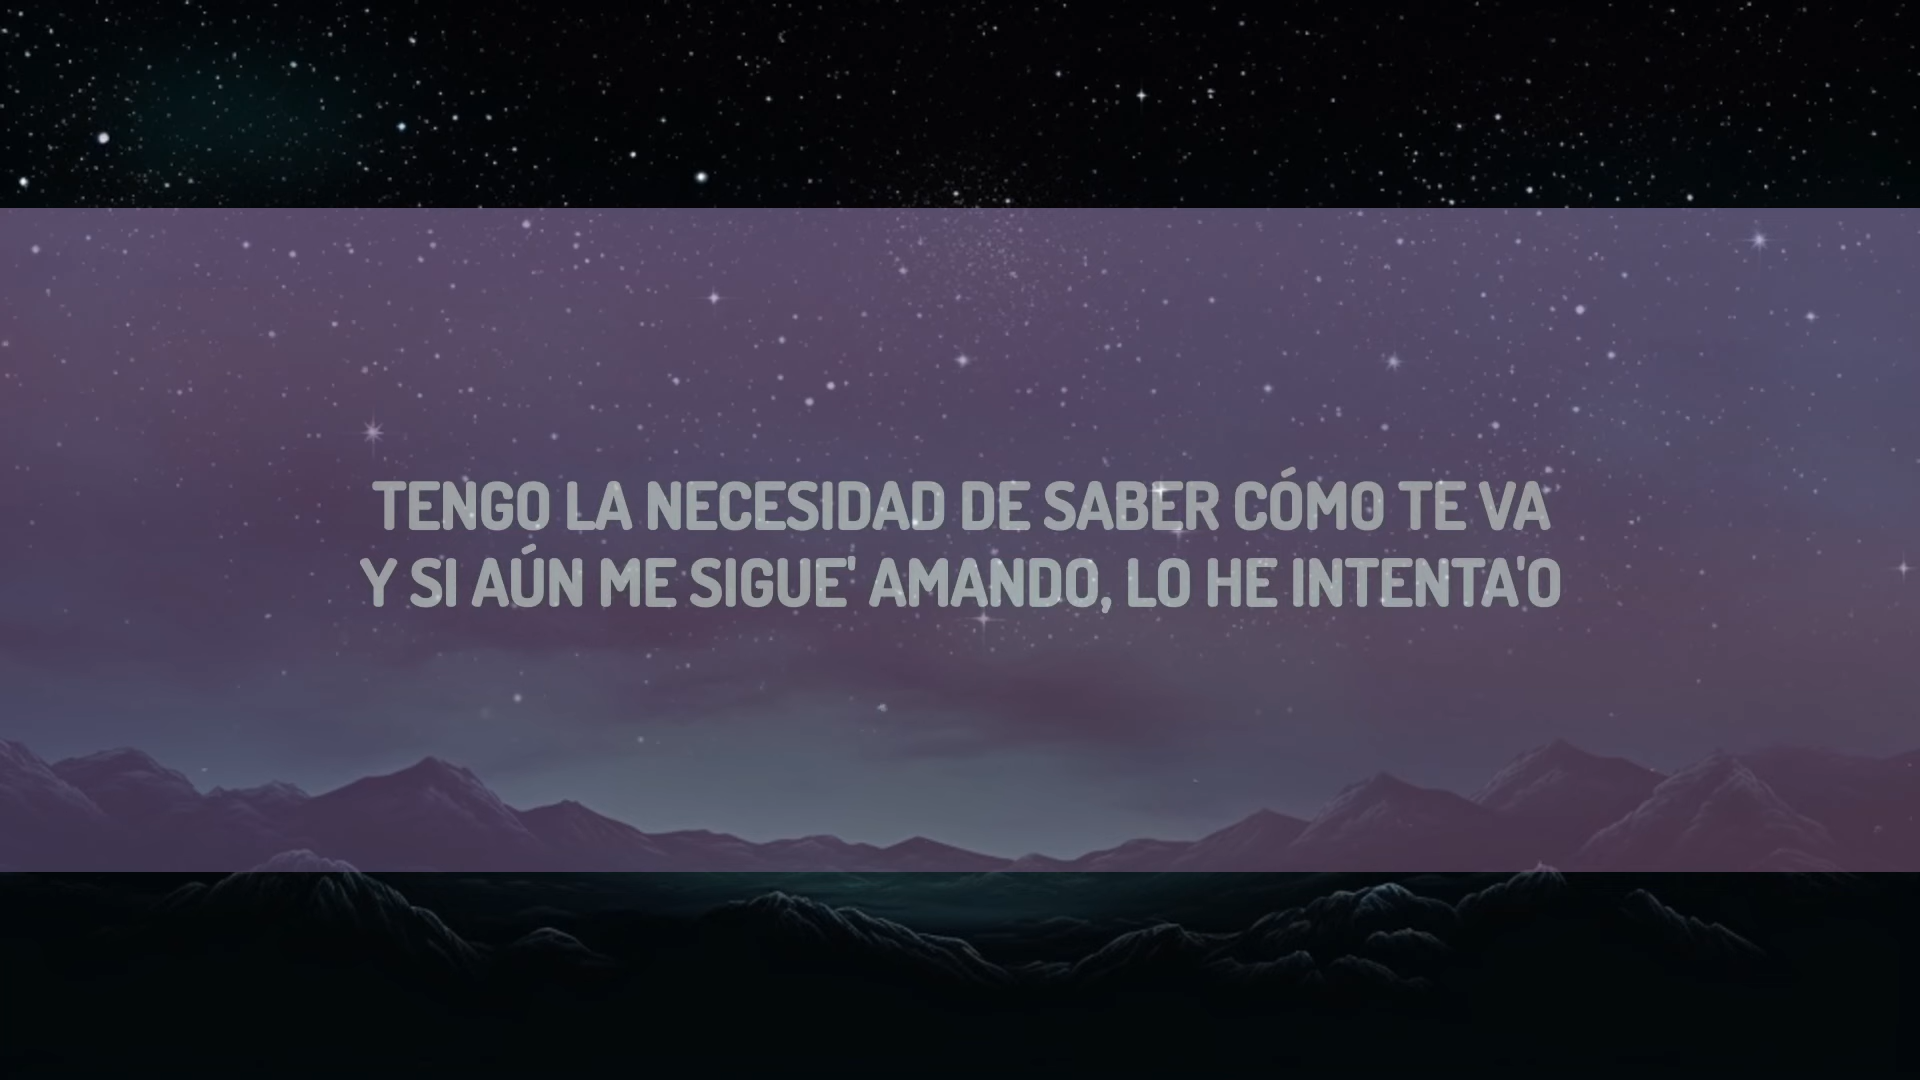 TENGO LA NECESIDAD DE SABER CÓMO TE VA
Y SI AÚN ME SIGUE' AMANDO, LO HE INTENTA'O